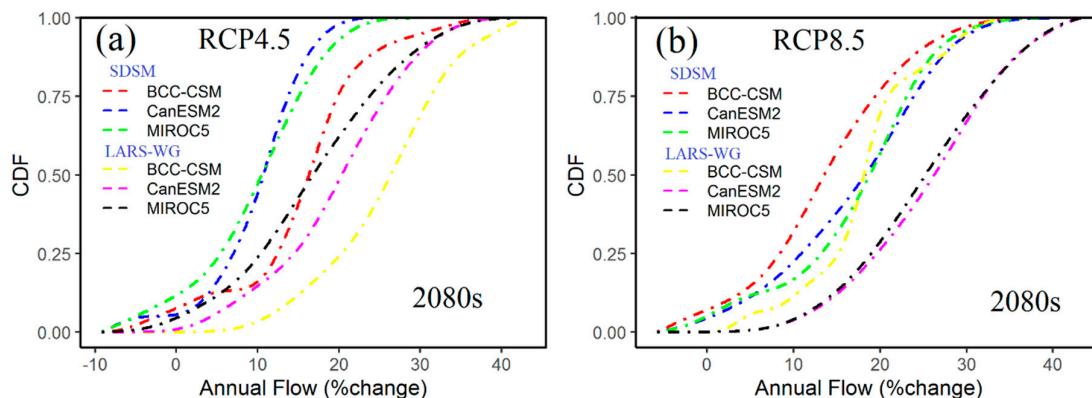 (a) RCP4.5
SDSM
BCC-CSM
CanESM2
MIROC5
LARS-WG
BCC-CSM
CanESM2
MIROC5
2080s
CDF
1.00
0.75
0.50
0.25
0.00
-10 0 10 20 30 40
Annual Flow (%change)
(b) RCP8.5
SDSM
BCC-CSM
CanESM2
MIROC5
LARS-WG
BCC-CSM
CanESM2
MIROC5
2080s
CDF
1.00
0.75
0.50
0.25
0.00
0 10 20 30 40
Annual Flow (%change)